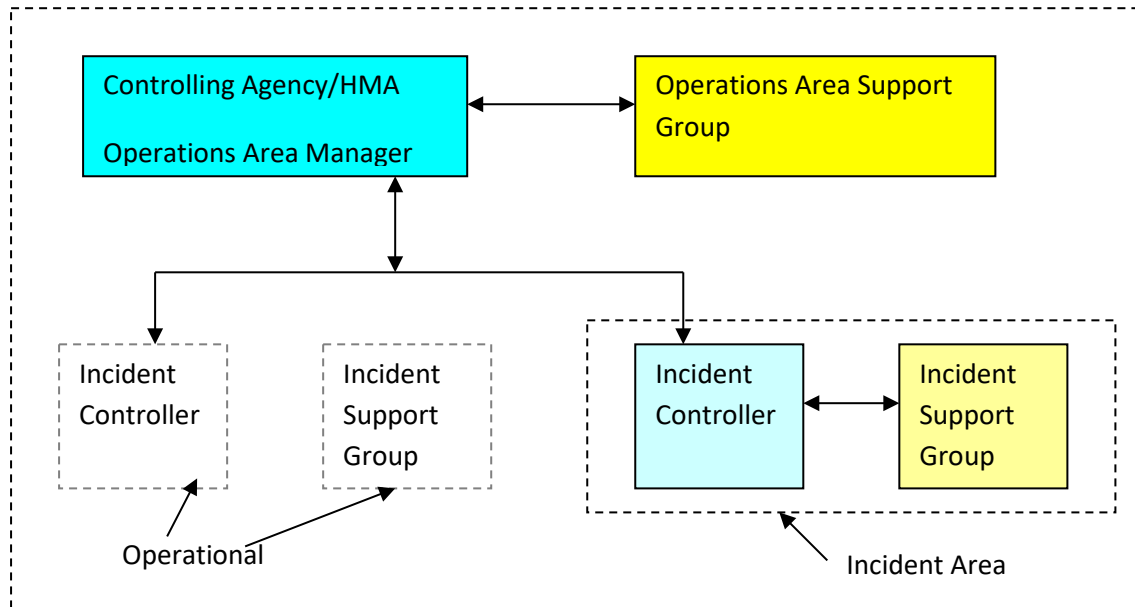 Controlling Agency/HMA
Operations Area Manager
Operations Area Support
Group
Incident
Controller
Incident
Support
Group
Incident
Controller
Incident
Support
Group
Operational
Incident Area